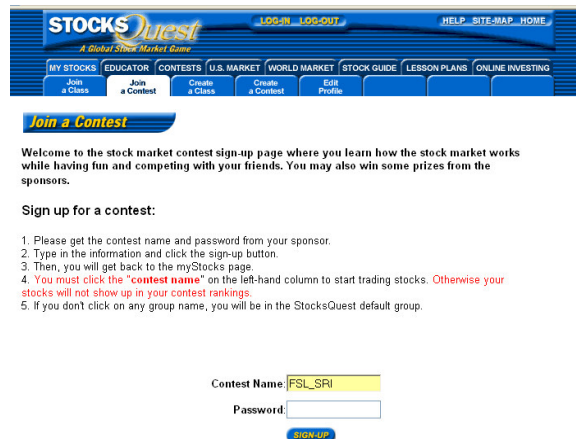 STOCKSQuest
LOG-IN LOG-OUT
HELP SITE-MAP HOME
A Global Stock Market Game
MY STOCKS EDUCATOR CONTESTS U.S. MARKET WORLD MARKET STOCK GUIDE LESSON PLANS ONLINE INVESTING
Join a Class
Join a Contest
Create a Class
Create a Contest
Edit Profile
Join a Contest
Welcome to the stock market contest sign-up page where you learn how the stock market works
while having fun and competing with your friends. You may also win some prizes from the
sponsors.
Sign up for a contest:
1. Please get the contest name and password from your sponsor.
2. Type in the information and click the sign-up button.
3. Then, you will get back to the myStocks page.
4. You must click the "contest name" on the left-hand column to start trading stocks. Otherwise your
stocks will not show up in your contest rankings.
5. If you don't click on any group name, you will be in the StocksQuest default group.
Contest Name: FSL_SRI
Password:
SIGN-UP